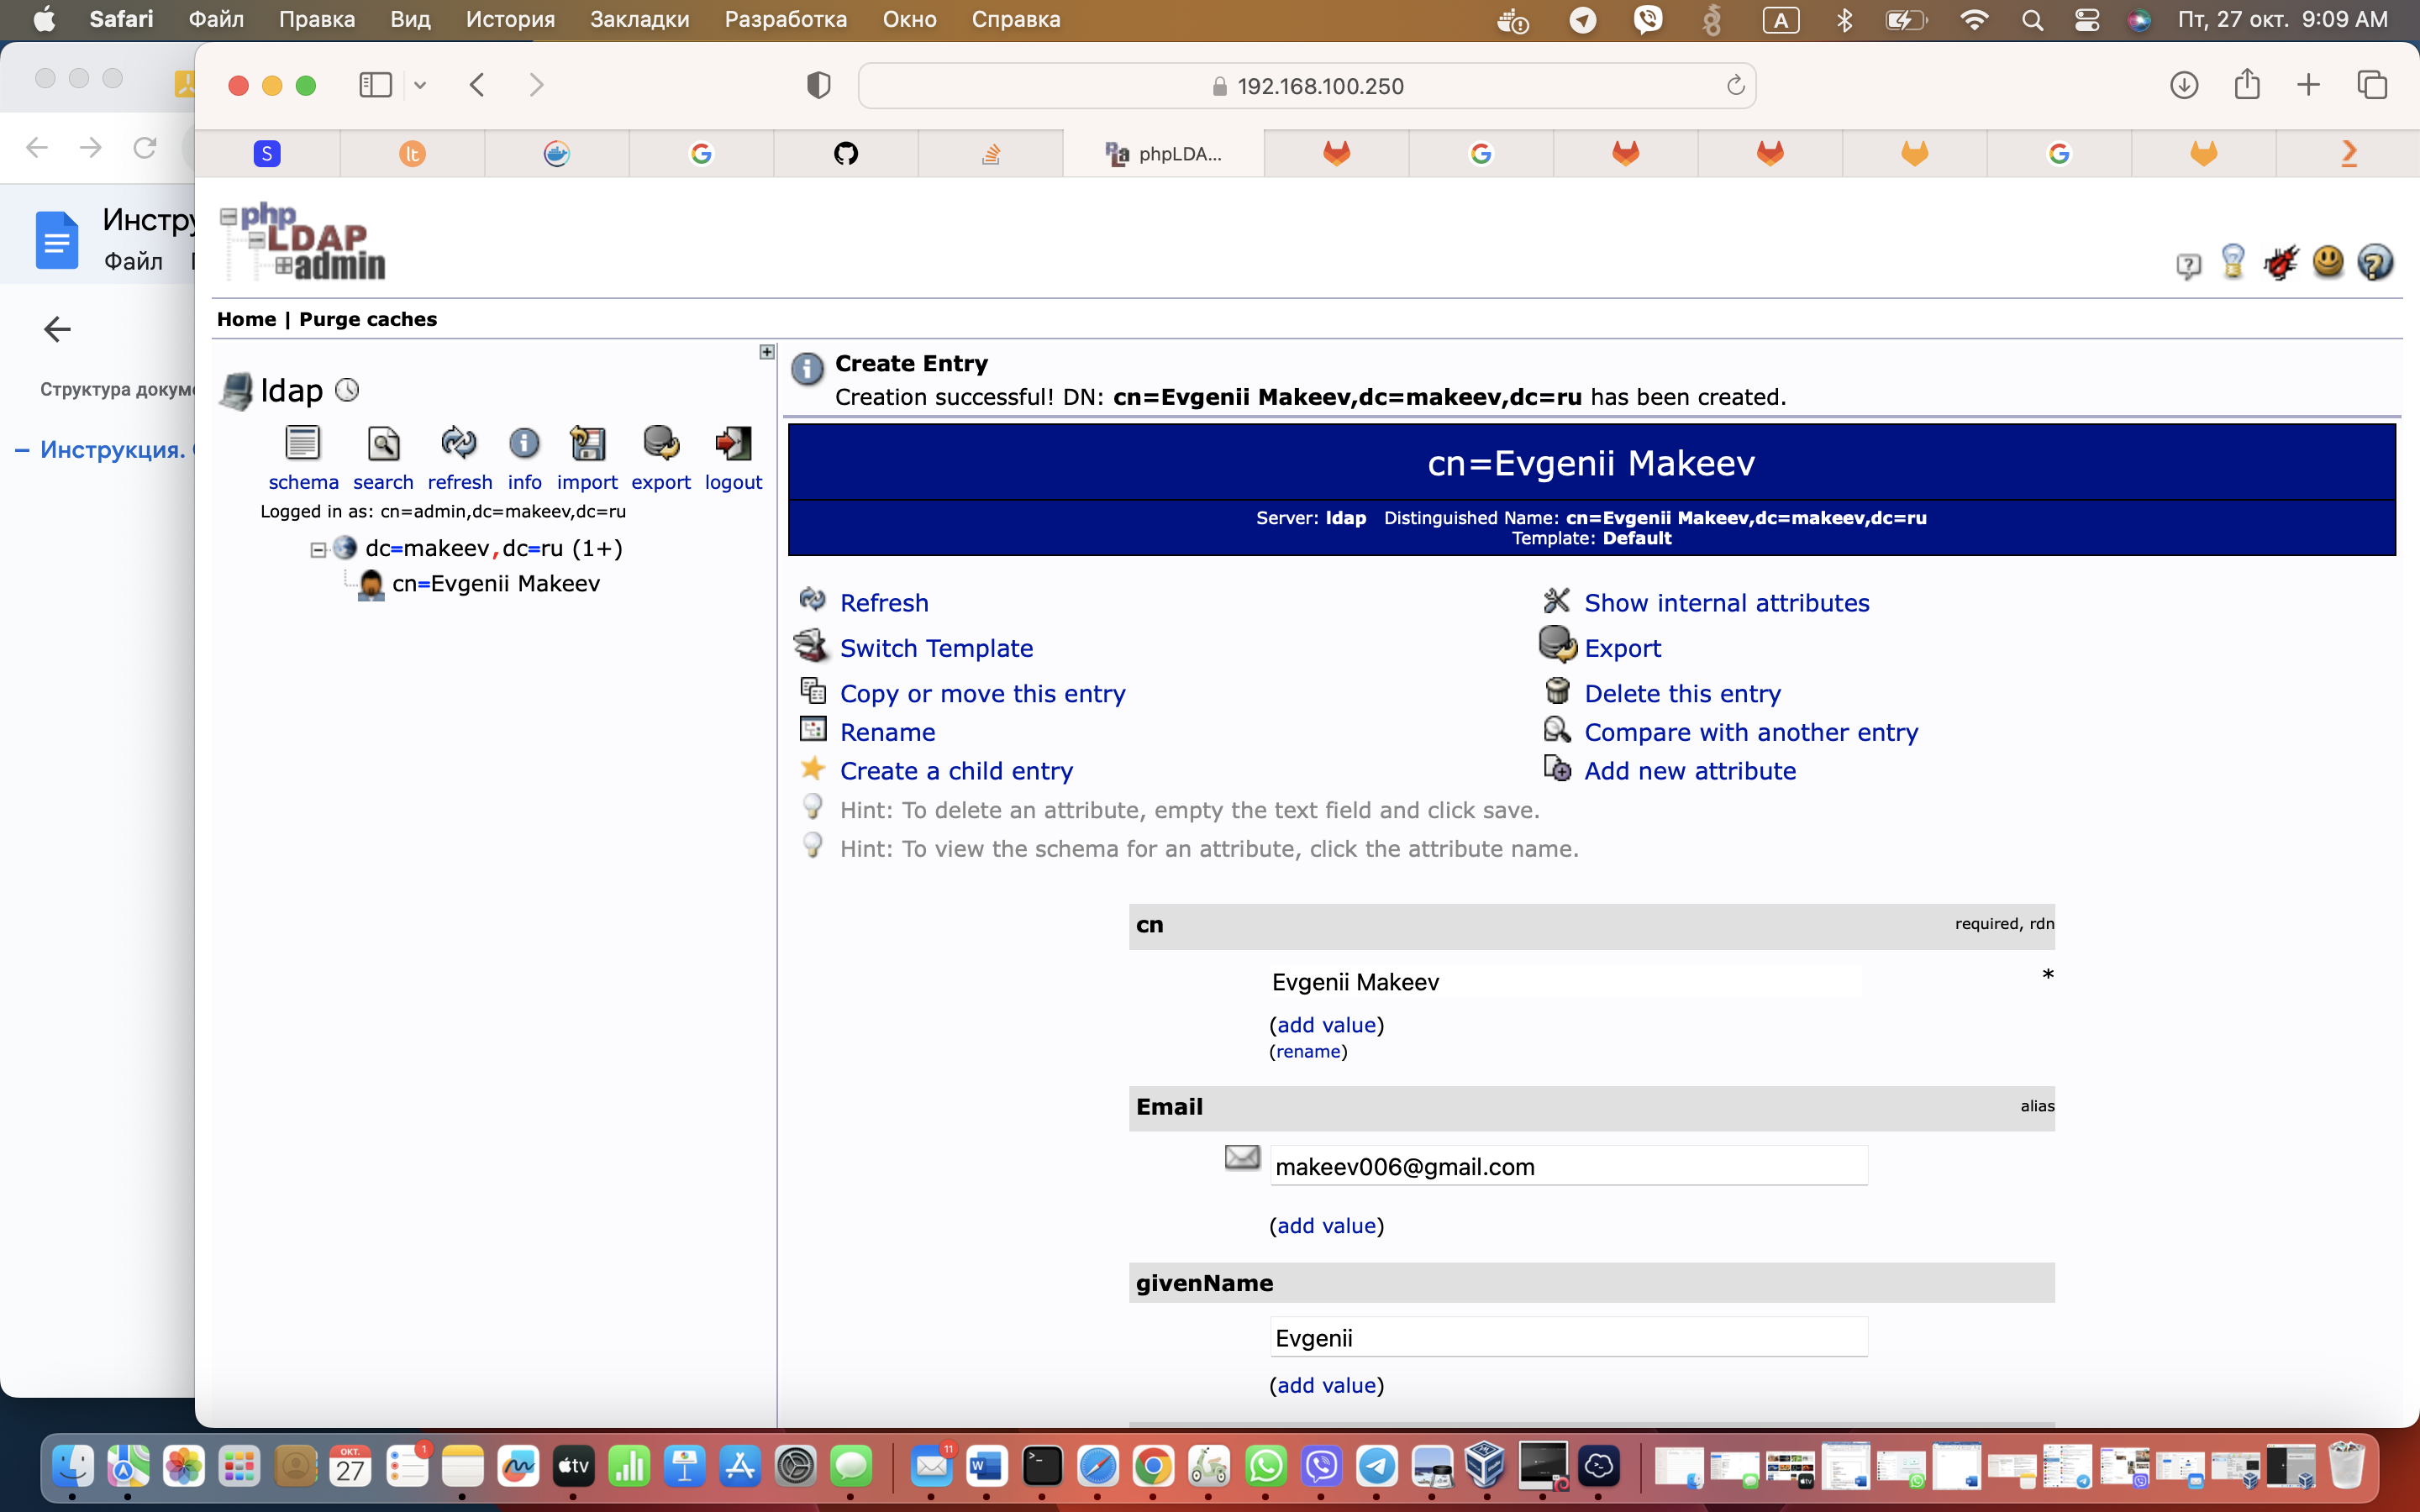 Safari Файл Правка Вид История Закладки Разработка Окно Справка A Пт, 27 окт. 9:09 AM
192.168.100.250
S lt phpLDA...
Инстру
Файл
Структура докум
Инструкция.
php
LDAP
admin
Home | Purge caches
ldap
schema search refresh info import export logout
Logged in as: cn=admin,dc=makeev,dc=ru
dc=makeev,dc=ru (1+)
cn=Evgenii Makeev
Create Entry
Creation successful! DN: cn=Evgenii Makeev,dc=makeev,dc=ru has been created.
cn=Evgenii Makeev
Server: ldap Distinguished Name: cn=Evgenii Makeev,dc=makeev,dc=ru
Template: Default
Refresh Show internal attributes
Switch Template Export
Copy or move this entry Delete this entry
Rename Compare with another entry
Create a child entry Add new attribute
Hint: To delete an attribute, empty the text field and click save.
Hint: To view the schema for an attribute, click the attribute name.
cn required, rdn
Evgenii Makeev *
(add value)
(rename)
Email alias
makeev006@gmail.com
(add value)
givenName
Evgenii
(add value)
ОКТ.
27 1 tv 11 W